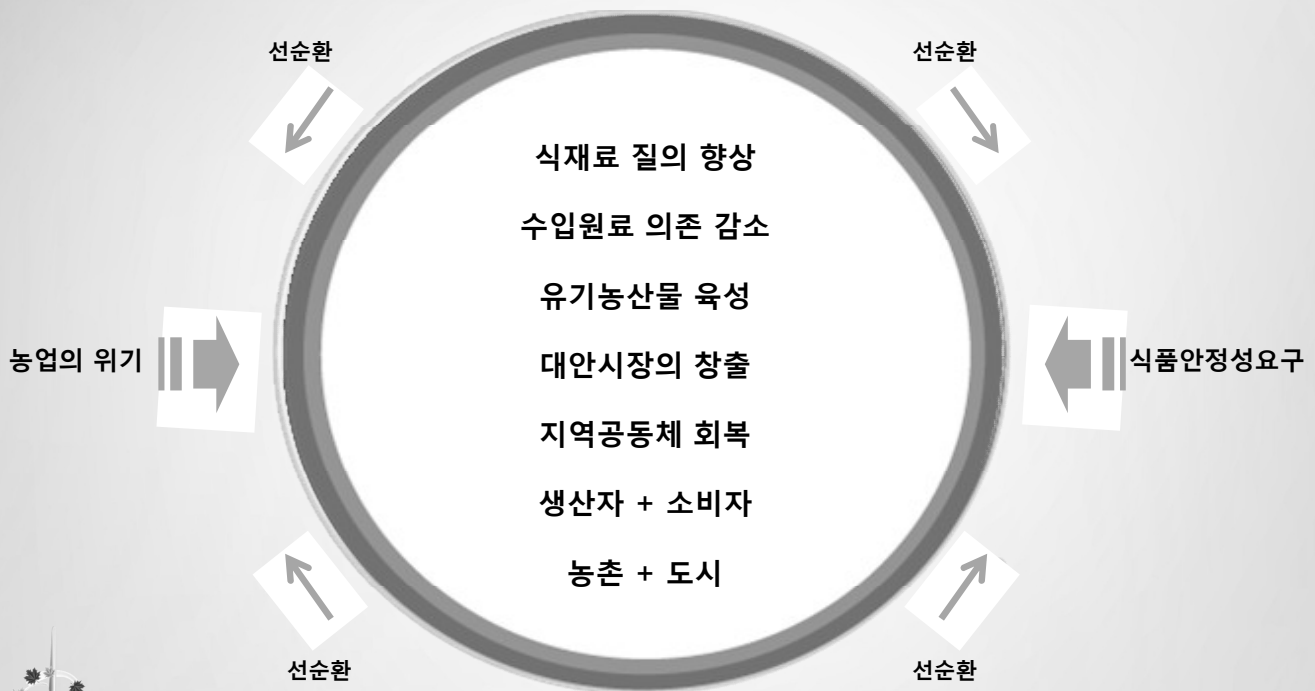 선순환
선순환
식재료 질의 향상
수입원료 의존 감소
유기농산물 육성
농업의 위기
대안시장의 창출
식품안정성요구
지역공동체 회복
생산자 + 소비자
농촌 + 도시
선순환
선순환